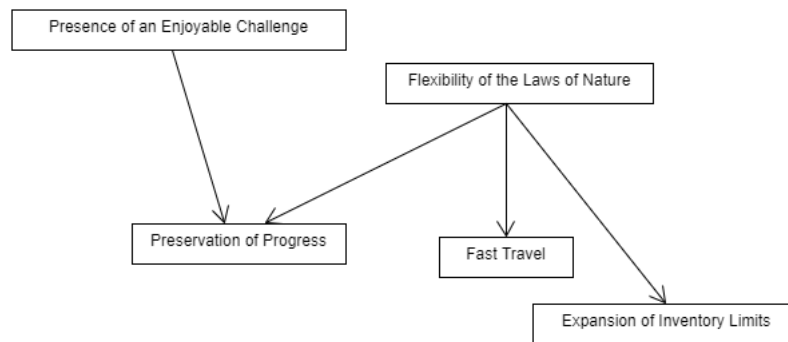 Presence of an Enjoyable Challenge
Flexibility of the Laws of Nature
Preservation of Progress
Fast Travel
Expansion of Inventory Limits